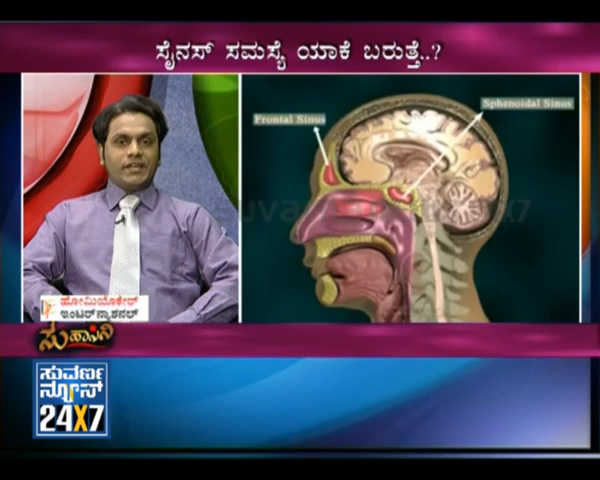 ಸೈನಸ್ ಸಮಸ್ಯೆ ಯಾಕೆ ಬರುತ್ತೆ..?
Frontal Sinus
Sphenoidal Sinus
ಹೋಮಿಯೊಕೇರ್
ಇಂಟರ್‌ನ್ಯಾಶನಲ್
ಸುವರ್ಣ
ನ್ಯೂಸ್
24X7